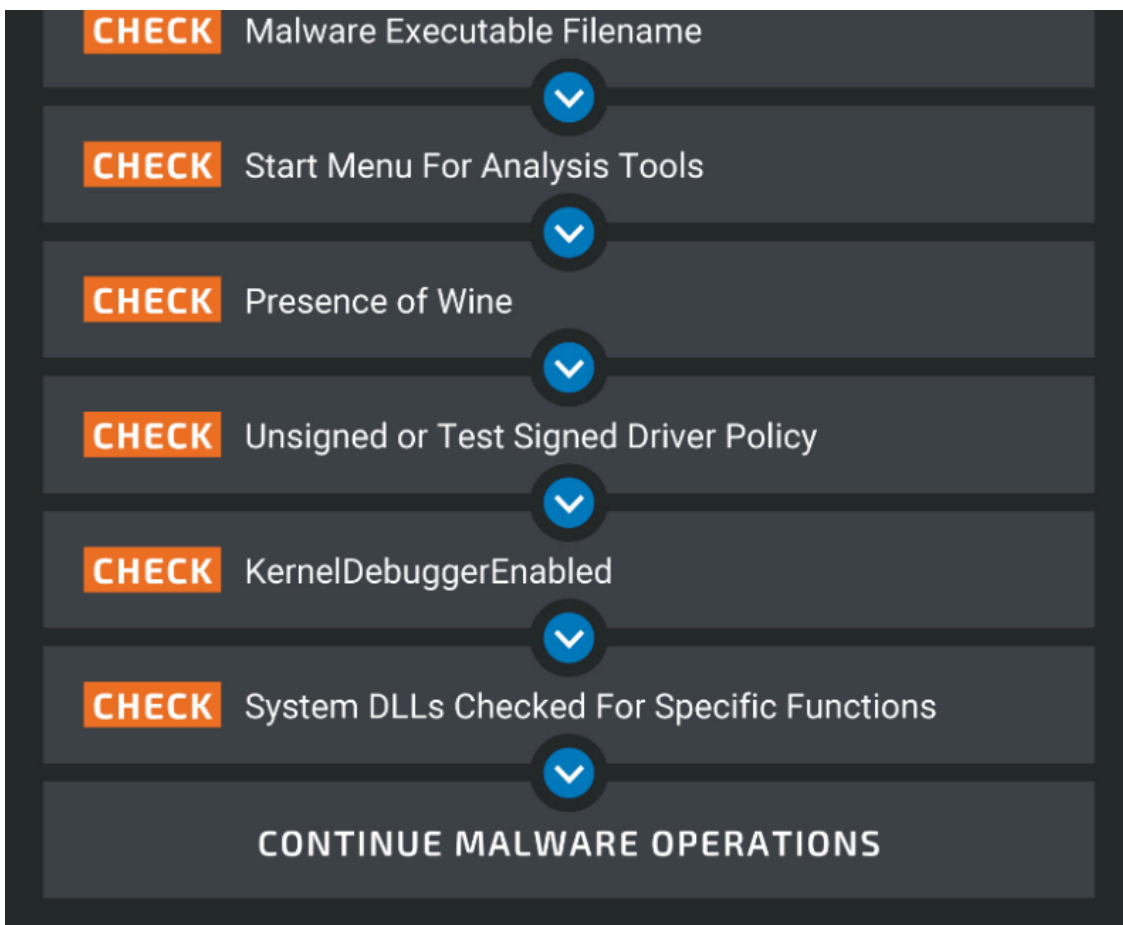 CHECK Malware Executable Filename
CHECK Start Menu For Analysis Tools
CHECK Presence of Wine
CHECK Unsigned or Test Signed Driver Policy
CHECK KernelDebuggerEnabled
CHECK System DLLs Checked For Specific Functions
CONTINUE MALWARE OPERATIONS